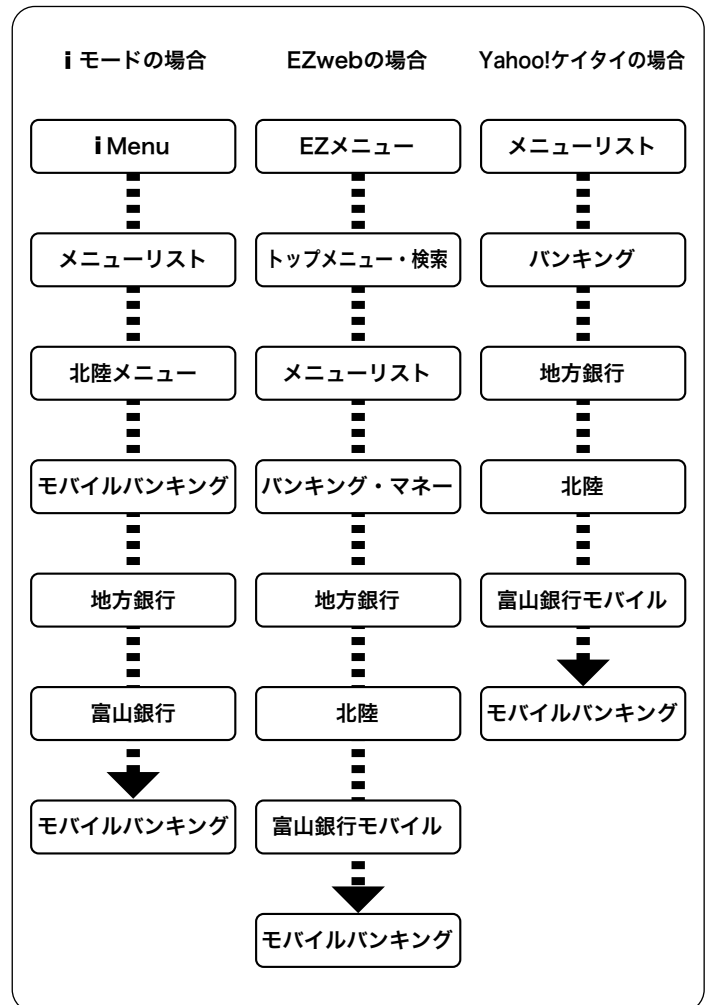 i モードの場合
i Menu
メニューリスト
北陸メニュー
モバイルバンキング
地方銀行
富山銀行
モバイルバンキング
EZwebの場合
EZメニュー
トップメニュー・検索
メニューリスト
バンキング・マネー
地方銀行
北陸
富山銀行モバイル
モバイルバンキング
Yahoo!ケイタイの場合
メニューリスト
バンキング
地方銀行
北陸
富山銀行モバイル
モバイルバンキング